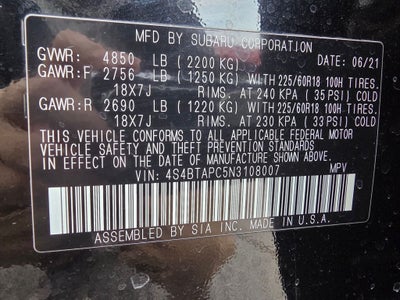 MFD BY SUBARU CORPORATION DATE: 06/21
GVWR: 4850 LB (2200 KG)
GAWR:F 2756 LB (1250 KG) WITH 225/60R18 100H TIRES.
18X7J RIMS. AT 240 KPA (35 PSI) COLD
GAWR:R 2690 LB (1220 KG) WITH 225/60R18 100H TIRES.
18X7J RIMS. AT 230 KPA (33 PSI) COLD
THIS VEHICLE CONFORMS TO ALL APPLICABLE FEDERAL MOTOR
VEHICLE SAFETY AND THEFT PREVENTION STANDARDS
IN EFFECT ON THE DATE OF MANUFACTURE SHOWN ABOVE.
VIN: 4S4BTAPC5N3108007 MPV
ASSEMBLED BY SIA INC. MADE IN U.S.A.